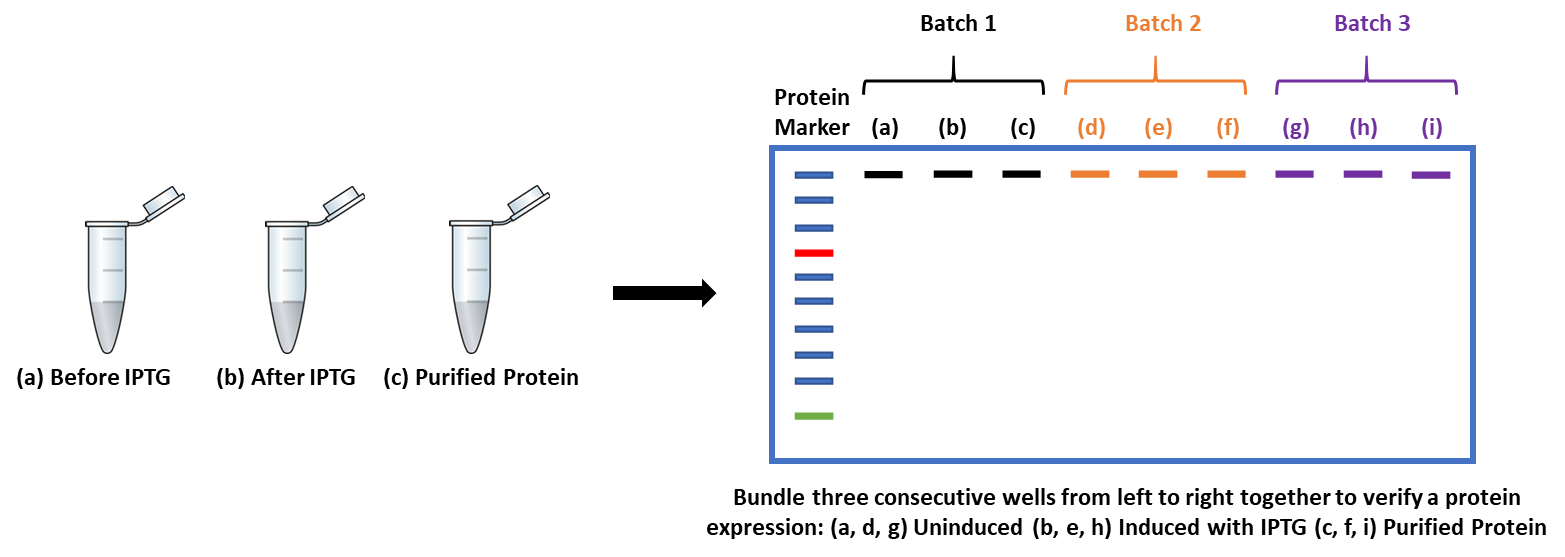 Batch 1
Batch 2
Batch 3
Protein
Marker
(a)
(b)
(c)
(d)
(e)
(f)
(g)
(h)
(i)
(a) Before IPTG
(b) After IPTG
(c) Purified Protein
Bundle three consecutive wells from left to right together to verify a protein
expression: (a, d, g) Uninduced (b, e, h) Induced with IPTG (c, f, i) Purified Protein